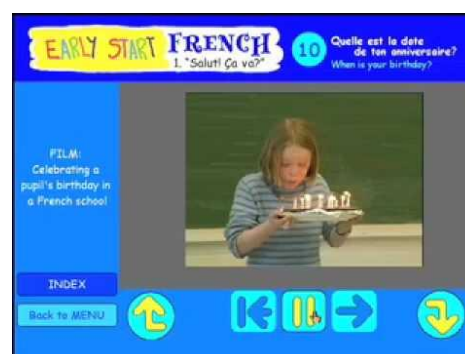 EARLY START FRENCH
1. "Salut! Ça va?"
10
Quelle est la date
de ton anniversaire?
When is your birthday?
FILM:
Celebrating a
pupil's birthday in
a French school
INDEX
Back to MENU